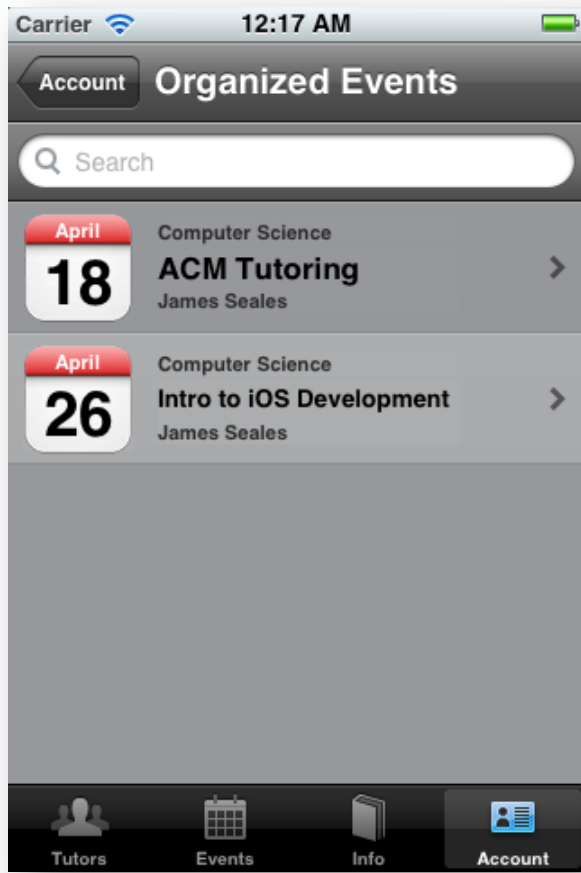 Carrier 12:17 AM
Account Organized Events
Search
April
18
Computer Science
ACM Tutoring
James Seales
April
26
Computer Science
Intro to iOS Development
James Seales
Tutors Events Info Account